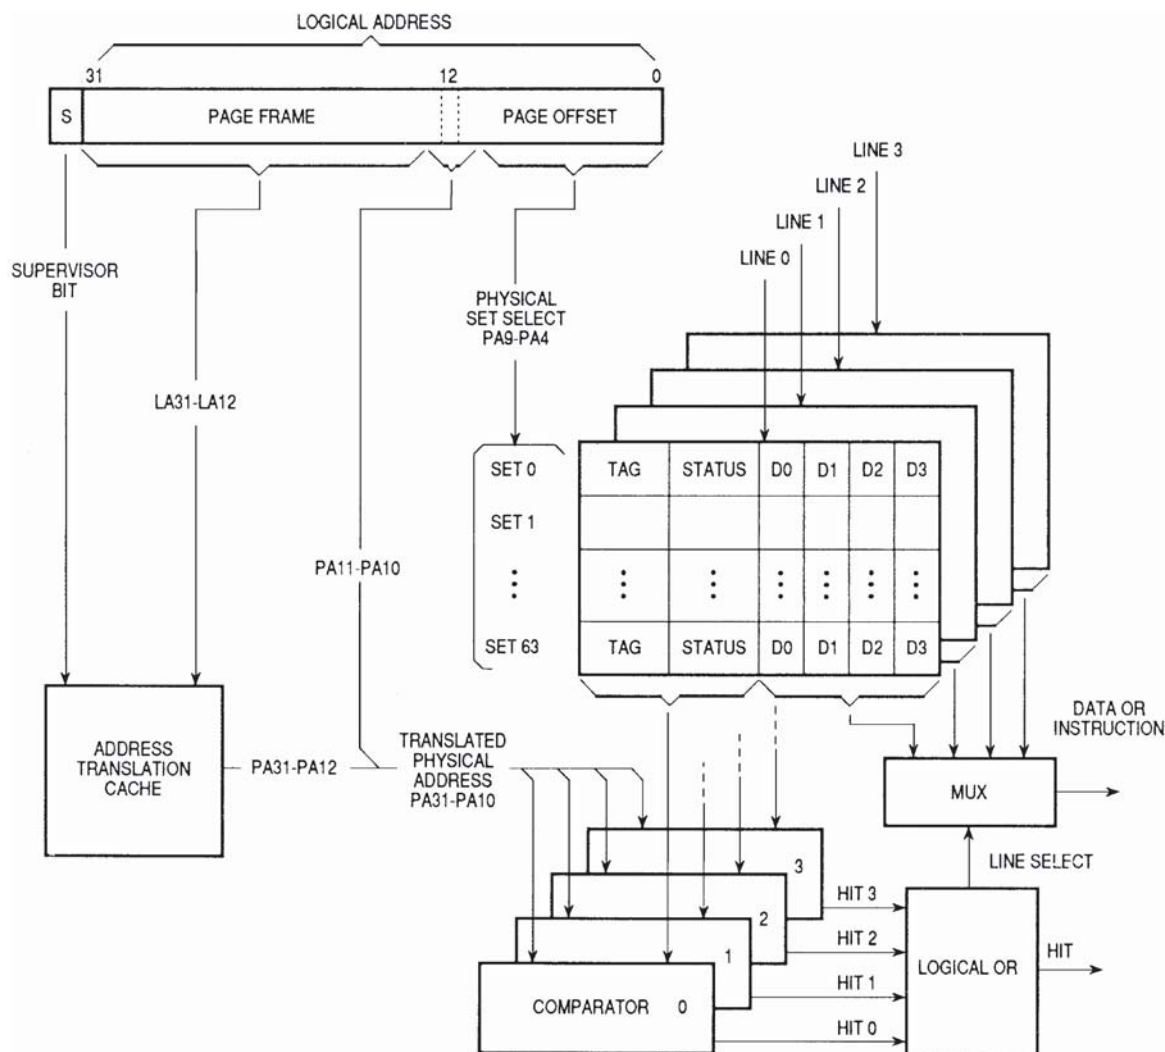 LOGICAL ADDRESS
31 12 0
S PAGE FRAME PAGE OFFSET
LINE 3
LINE 2
LINE 1
LINE 0
SUPERVISOR
BIT
PHYSICAL
SET SELECT
PA9-PA4
LA31-LA12
PA11-PA10
SET 0 TAG STATUS D0 D1 D2 D3
SET 1
SET 63 TAG STATUS D0 D1 D2 D3
ADDRESS
TRANSLATION
CACHE
PA31-PA12
TRANSLATED
PHYSICAL
ADDRESS
PA31-PA10
DATA OR
INSTRUCTION
MUX
LINE SELECT
3
2
1
COMPARATOR 0
HIT 3
HIT 2
HIT 1
HIT 0
LOGICAL OR
HIT